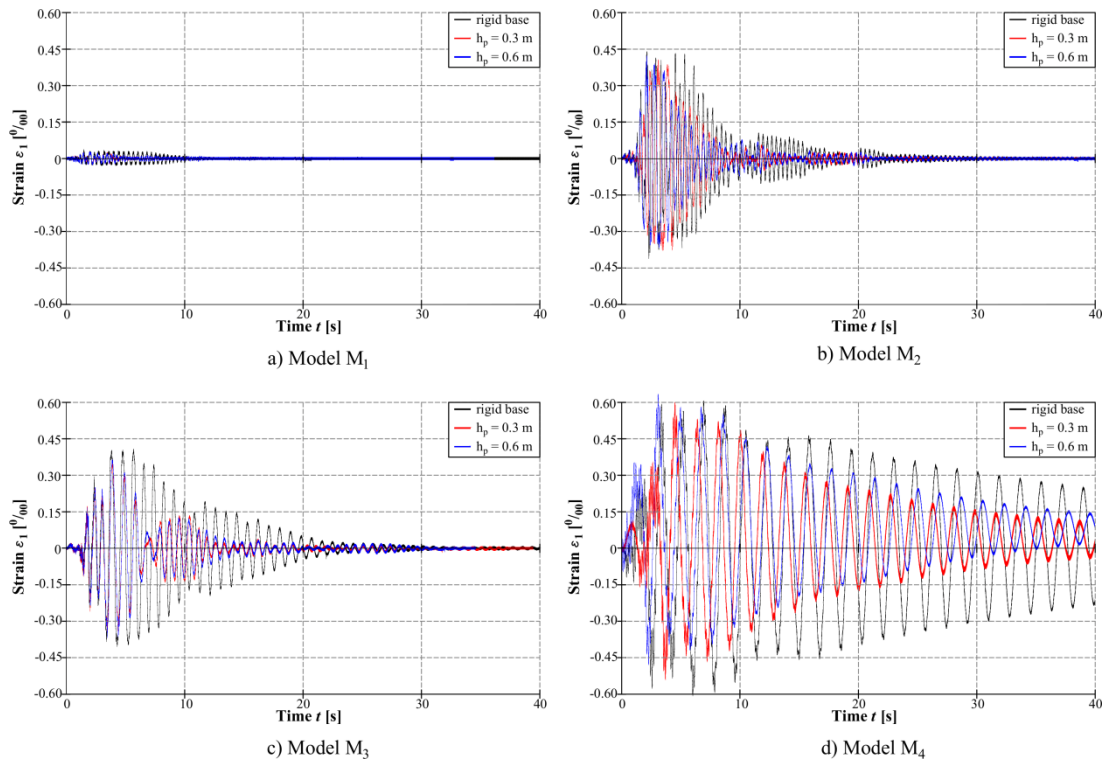 0.60
0.45
0.30
0.15
0
-0.15
-0.30
-0.45
-0.60
Strain ε₁ [⁰/₀₀]
rigid base
hₚ = 0.3 m
hₚ = 0.6 m
0 10 20 30 40
Time t [s]
a) Model M₁
0.60
0.45
0.30
0.15
0
-0.15
-0.30
-0.45
-0.60
Strain ε₁ [⁰/₀₀]
rigid base
hₚ = 0.3 m
hₚ = 0.6 m
0 10 20 30 40
Time t [s]
b) Model M₂
0.60
0.45
0.30
0.15
0
-0.15
-0.30
-0.45
-0.60
Strain ε₁ [⁰/₀₀]
rigid base
hₚ = 0.3 m
hₚ = 0.6 m
0 10 20 30 40
Time t [s]
c) Model M₃
0.60
0.45
0.30
0.15
0
-0.15
-0.30
-0.45
-0.60
Strain ε₁ [⁰/₀₀]
rigid base
hₚ = 0.3 m
hₚ = 0.6 m
0 10 20 30 40
Time t [s]
d) Model M₄